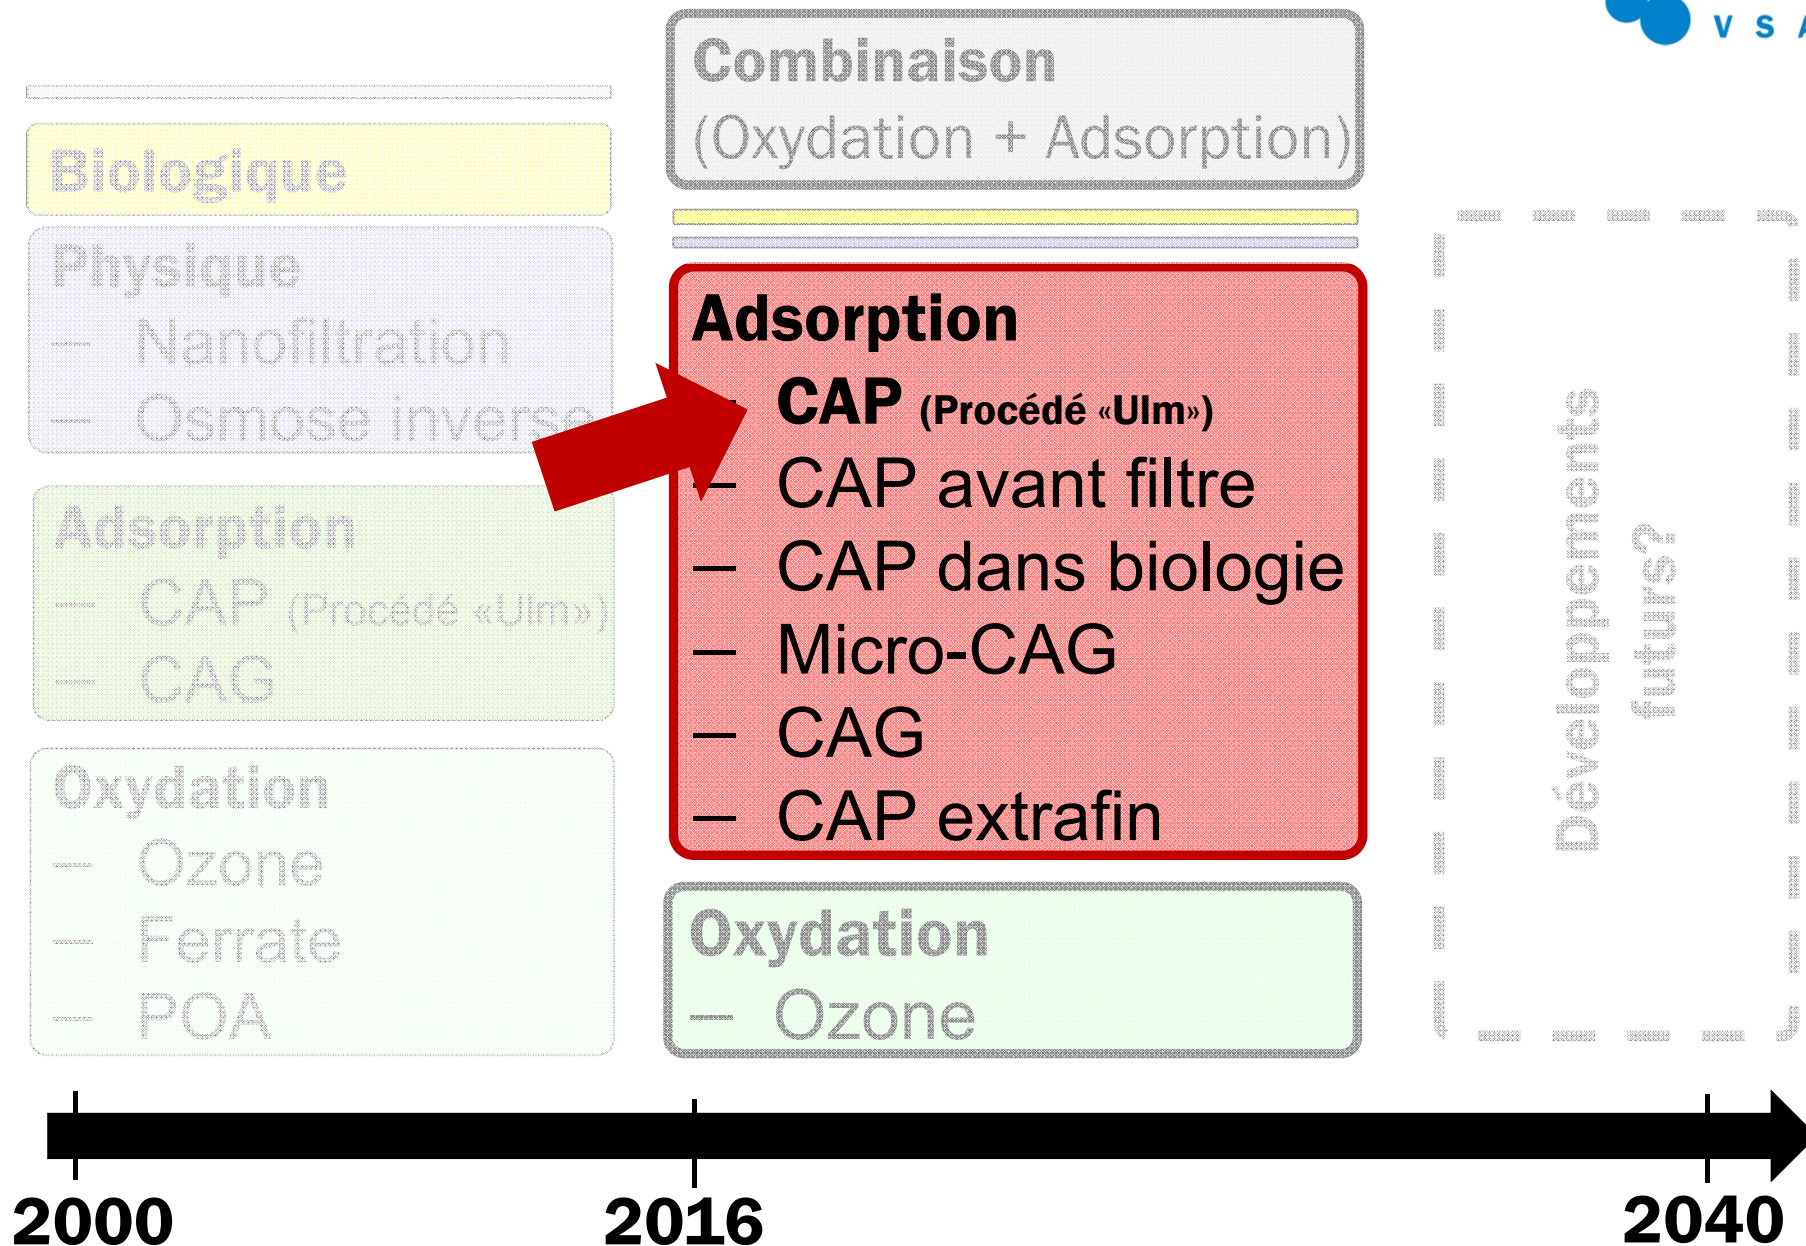 VSA
Biologique
Physique
– Nanofiltration
– Osmose inverse
Adsorption
– CAP (Procédé «Ulm»)
– CAG
Oxydation
– Ozone
– Ferrate
– POA
Combinaison
(Oxydation + Adsorption)
Adsorption
– CAP (Procédé «Ulm»)
– CAP avant filtre
– CAP dans biologie
– Micro-CAG
– CAG
– CAP extrafin
Oxydation
– Ozone
Développements
futurs?
2000
2016
2040